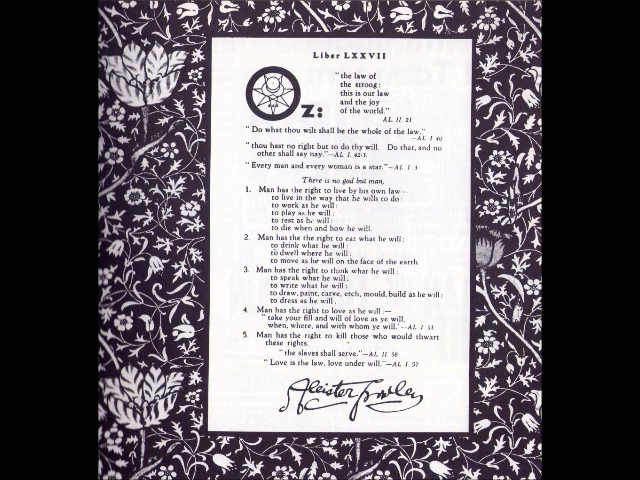 Liber LXXVII
"the law of
the strong:
this is our law
and the joy
of the world."
Oz:
AL. II. 21
"Do what thou wilt shall be the whole of the law."
—AL. I. 40
"thou hast no right but to do thy will. Do that, and no
other shall say nay."—AL. I. 42-3.
"Every man and every woman is a star."—AL. I. 3
There is no god but man.
1. Man has the right to live by his own law—
to live in the way that he wills to do:
to work as he will:
to play as he will:
to rest as he will:
to die when and how he will.
2. Man has the the right to eat what he will:
to drink what he will:
to dwell where he will:
to move as he will on the face of the earth.
3. Man has the right to think what he will:
to speak what he will:
to write what he will:
to draw, paint, carve, etch, mould, build as he will:
to dress as he will.
4. Man has the right to love as he will:—
"take your fill and will of love as ye will,
when, where, and with whom ye will."—AL. I. 51.
5. Man has the right to kill those who would thwart
these rights.
"the slaves shall serve."—AL. II. 58
"Love is the law, love under will."—AL. I. 57
Aleister Crowley